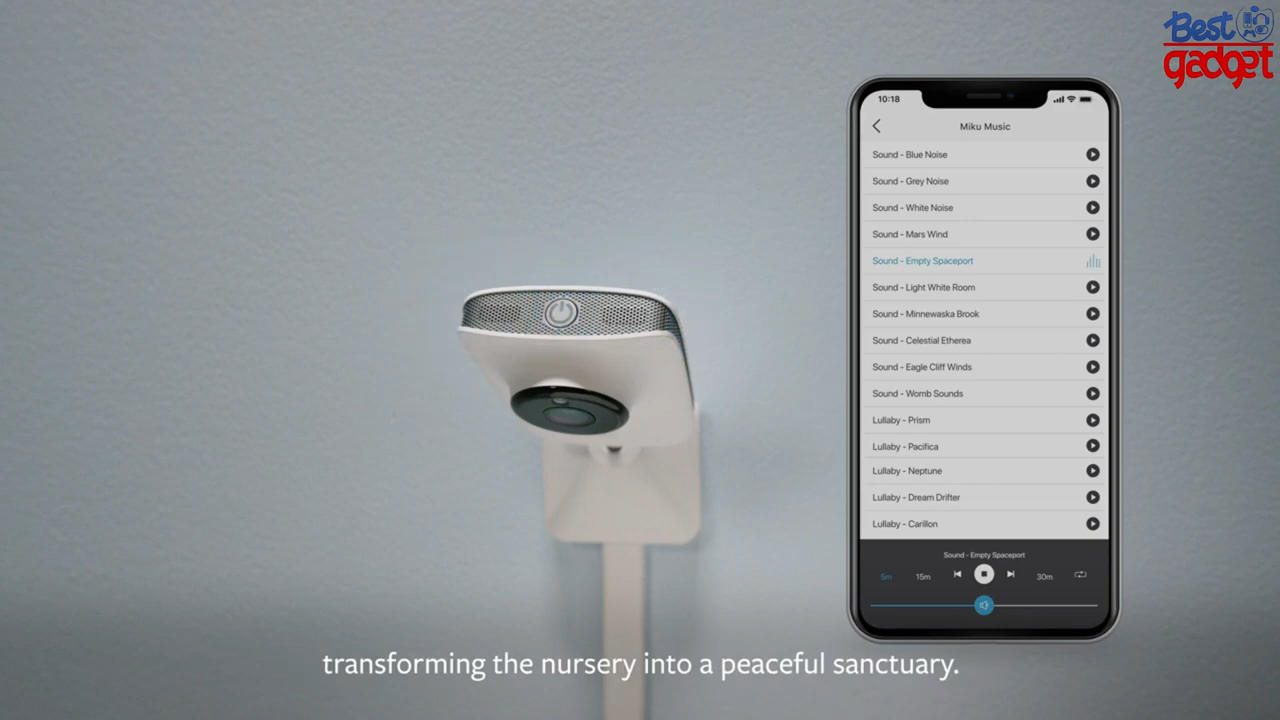 Best
gadget
10:18
Miku Music
Sound - Blue Noise
Sound - Grey Noise
Sound - White Noise
Sound - Mars Wind
Sound - Empty Spaceport
Sound - Light White Room
Sound - Minnewaska Brook
Sound - Celestial Etherea
Sound - Eagle Cliff Winds
Sound - Womb Sounds
Lullaby - Prism
Lullaby - Pacifica
Lullaby - Neptune
Lullaby - Dream Drifter
Lullaby - Carillon
Sound - Empty Spaceport
5m 15m 30m
transforming the nursery into a peaceful sanctuary.